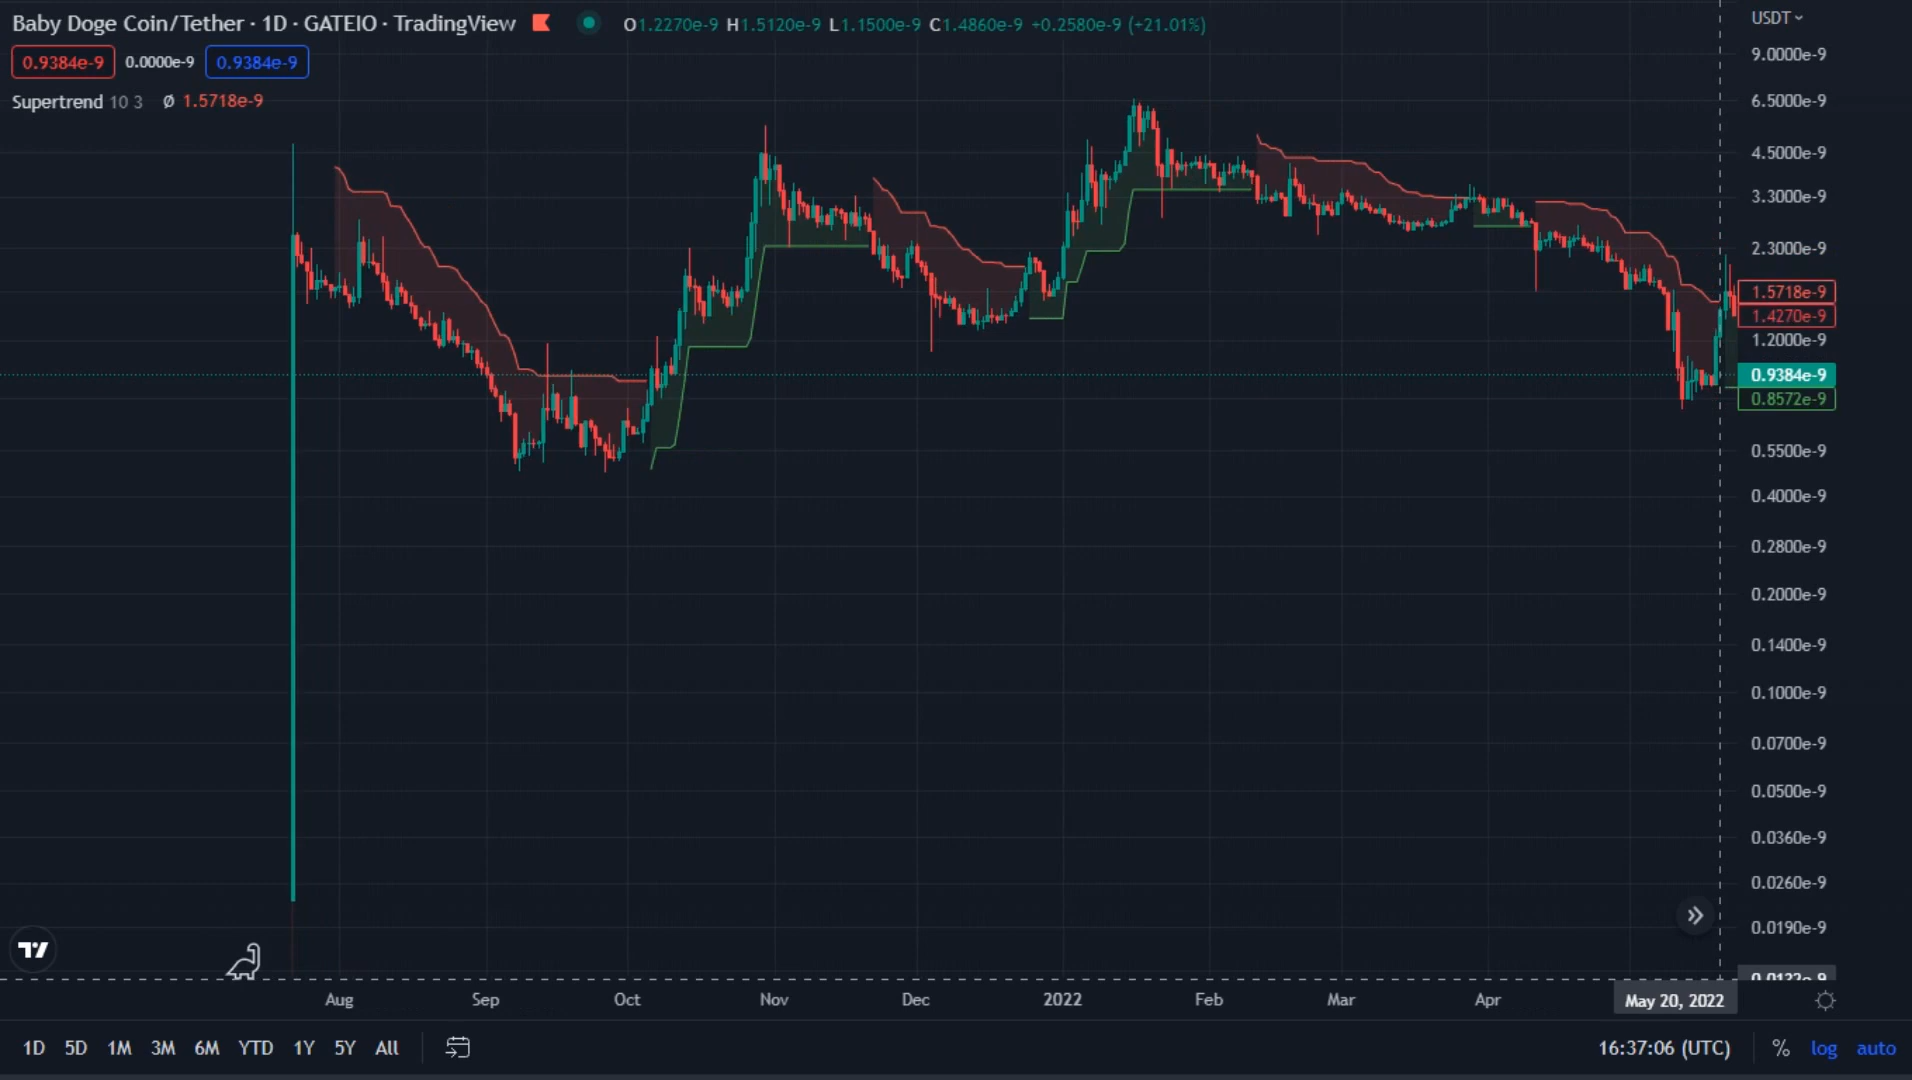 Baby Doge Coin/Tether · 1D · GATEIO · TradingView O1.2270e-9 H1.5120e-9 L1.1500e-9 C1.4860e-9 +0.2580e-9 (+21.01%)
0.9384e-9 0.0000e-9 0.9384e-9
Supertrend 10 3 Ø 1.5718e-9
USDT
9.0000e-9
6.5000e-9
4.5000e-9
3.3000e-9
2.3000e-9
1.5718e-9
1.4270e-9
1.2000e-9
0.9384e-9
0.8572e-9
0.5500e-9
0.4000e-9
0.2800e-9
0.2000e-9
0.1400e-9
0.1000e-9
0.0700e-9
0.0500e-9
0.0360e-9
0.0260e-9
0.0190e-9
0.0132e-9
Aug Sep Oct Nov Dec 2022 Feb Mar Apr May 20, 2022
1D 5D 1M 3M 6M YTD 1Y 5Y All 16:37:06 (UTC) % log auto